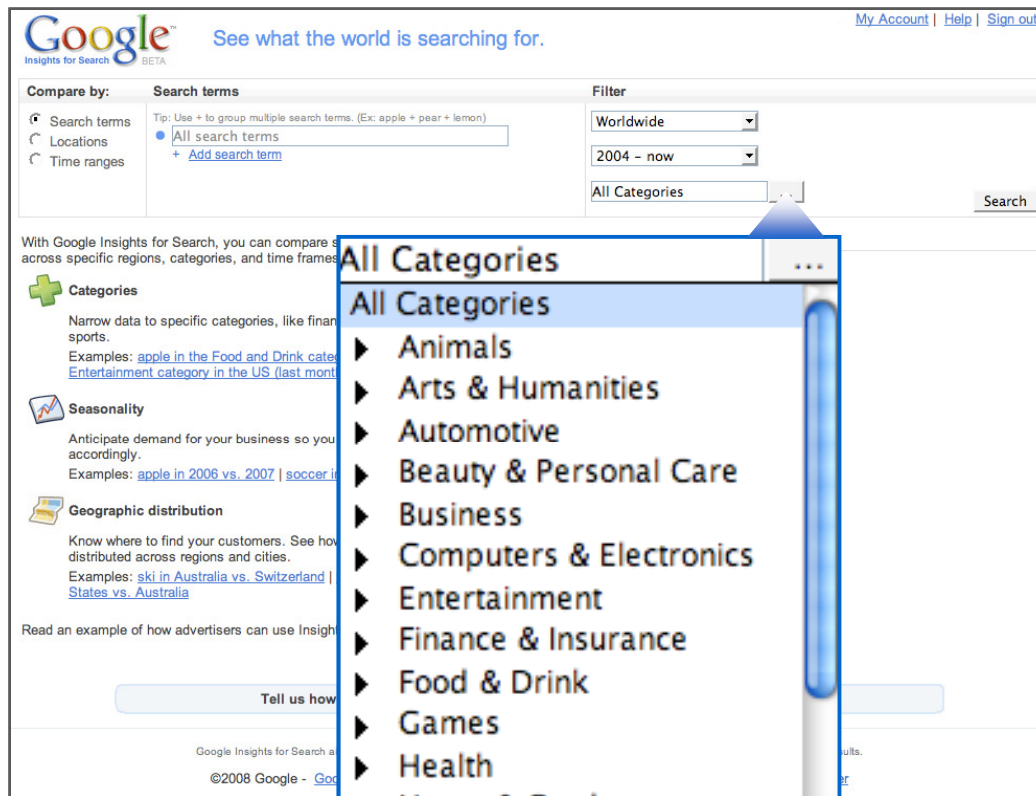 My Account | Help | Sign out
Google™
Insights for Search BETA
See what the world is searching for.
Compare by: Search terms Filter
Search terms
Locations
Time ranges
Tip: Use + to group multiple search terms. (Ex: apple + pear + lemon)
All search terms
+ Add search term
Worldwide
2004 – now
All Categories ...
Search
With Google Insights for Search, you can compare
across specific regions, categories, and time frames
Categories
Narrow data to specific categories, like
sports.
Examples: apple in the Food and Drink
Entertainment category in the US (last
Seasonality
Anticipate demand for your business so you
accordingly.
Examples: apple in 2006 vs. 2007 | soccer
Geographic distribution
Know where to find your customers. See how
distributed across regions and cities.
Examples: ski in Australia vs. Switzerland |
States vs. Australia
Read an example of how advertisers can use
Tell us how
Google Insights for Search
©2008 Google -
All Categories ...
All Categories
Animals
Arts & Humanities
Automotive
Beauty & Personal Care
Business
Computers & Electronics
Entertainment
Finance & Insurance
Food & Drink
Games
Health